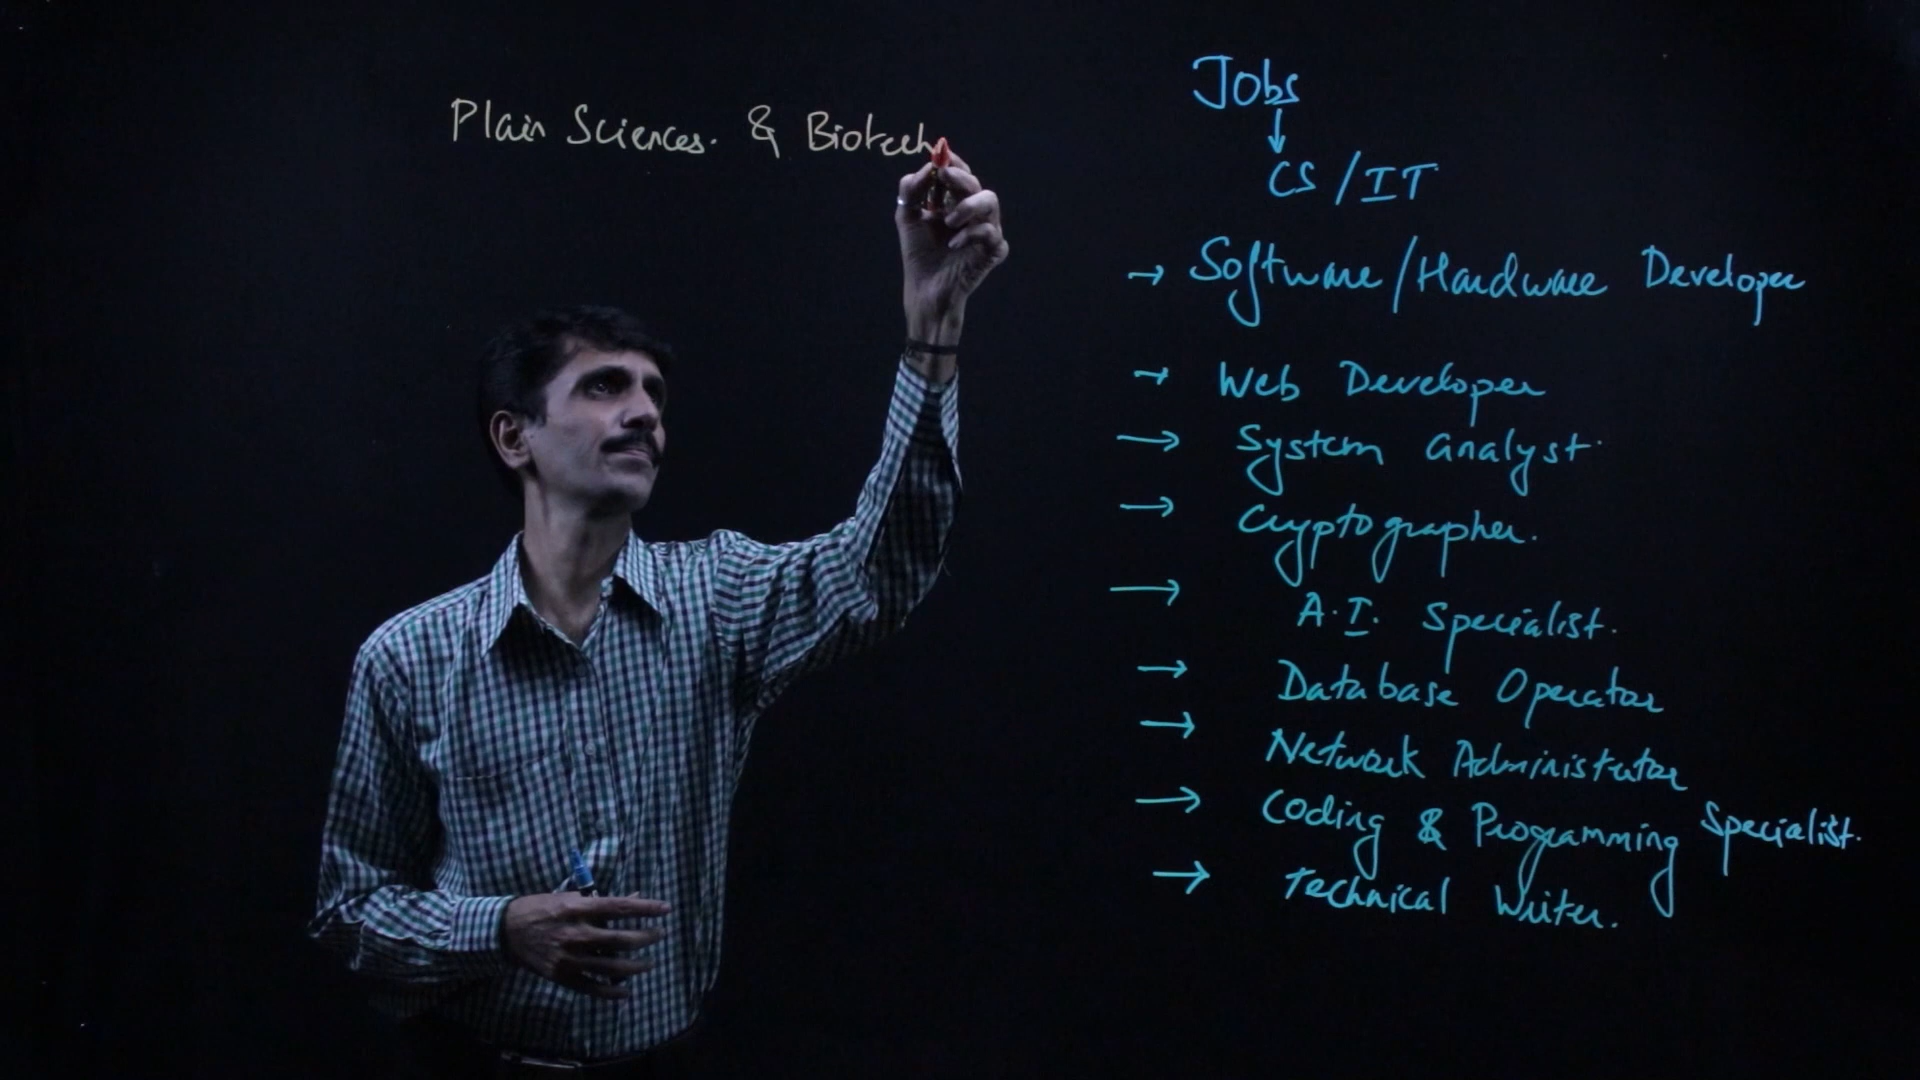 Plain Sciences. & Biotech
Jobs
↓
CS/IT
→ Software/Hardware Developer
→ Web Developer
→ System Analyst.
→ Cryptographer.
→ A.I. Specialist.
→ Database Operator
→ Network Administrator
→ Coding & Programming Specialist.
→ Technical Writer.